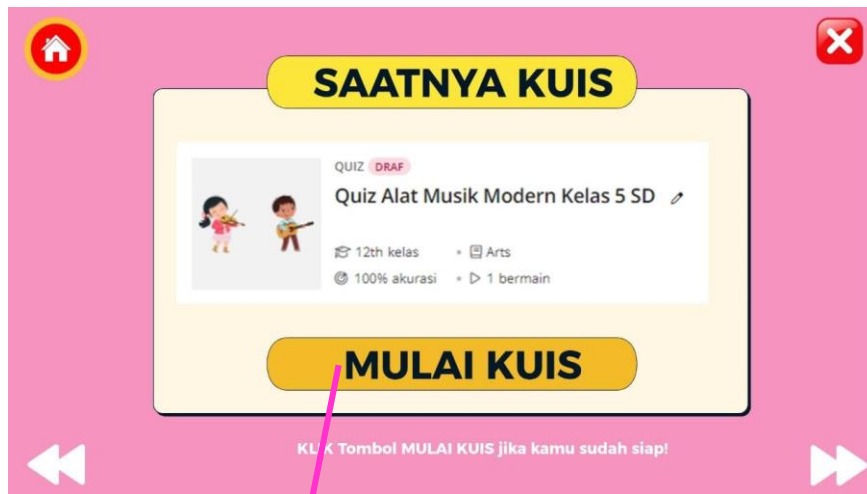 SAATNYA KUIS
QUIZ DRAF
Quiz Alat Musik Modern Kelas 5 SD
12th kelas • Arts
100% akurasi • 1 bermain
MULAI KUIS
KLIK Tombol MULAI KUIS jika kamu sudah siap!